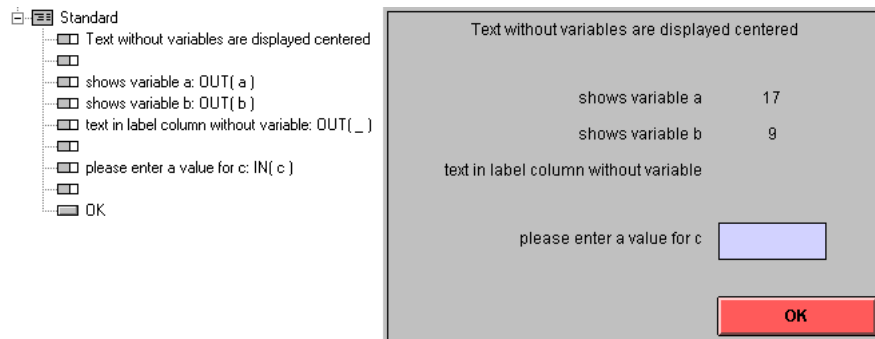 Standard
Text without variables are displayed centered
shows variable a: OUT( a )
shows variable b: OUT( b )
text in label column without variable: OUT( _ )
please enter a value for c: IN( c )
OK
Text without variables are displayed centered
shows variable a 17
shows variable b 9
text in label column without variable
please enter a value for c
OK